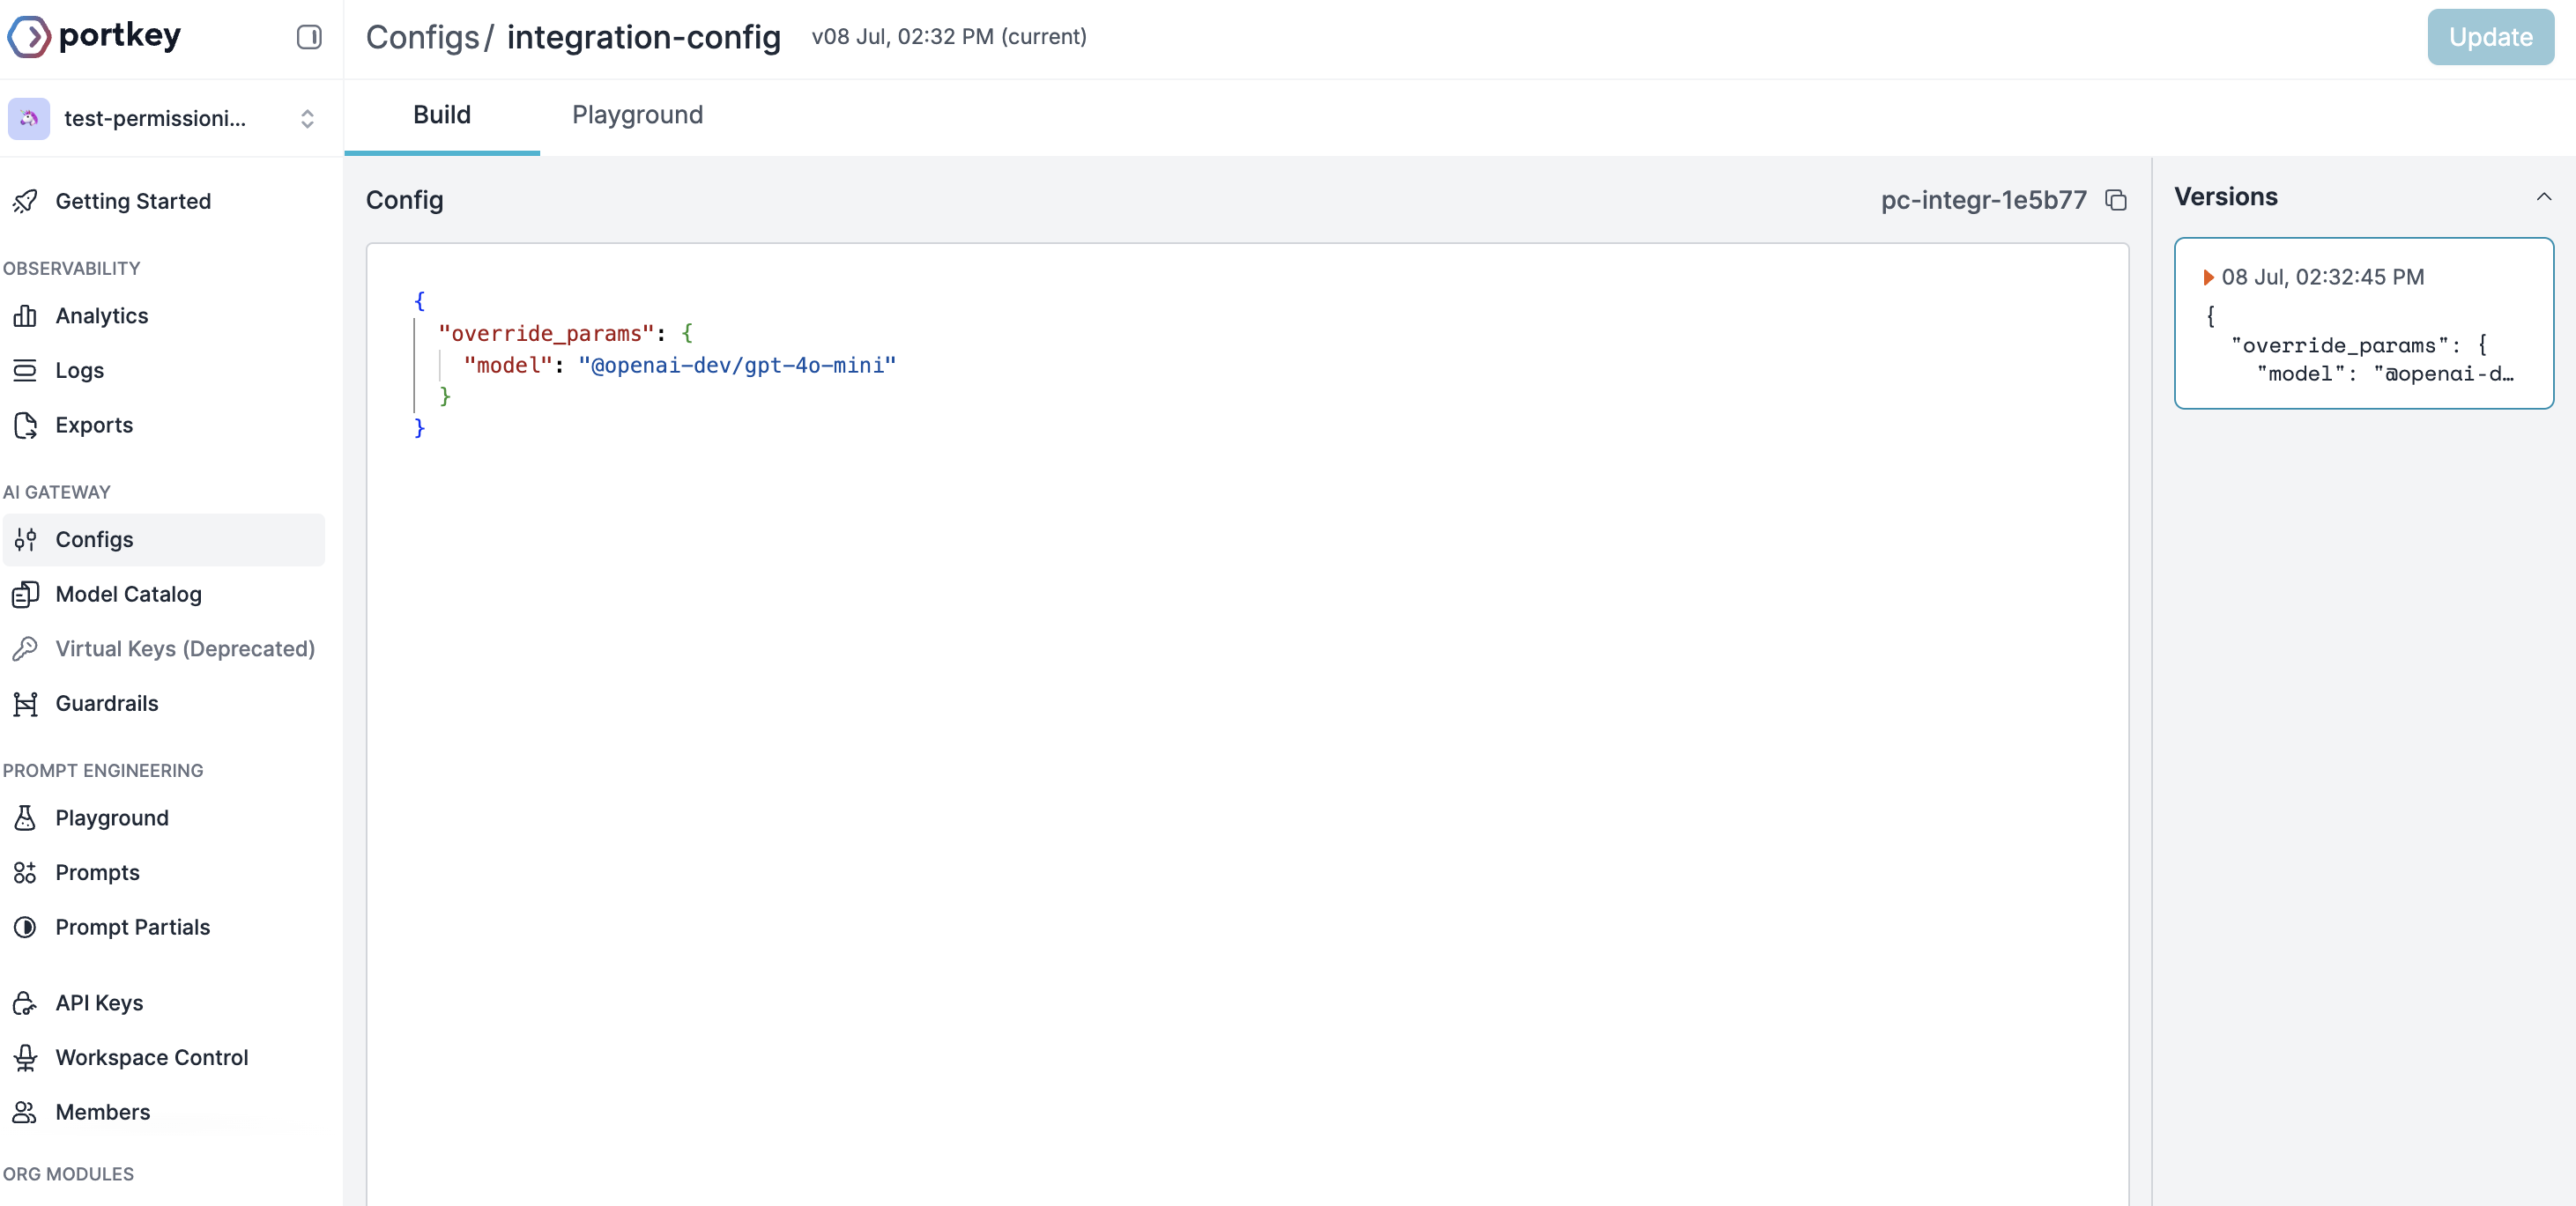 portkey
Configs / integration-config v08 Jul, 02:32 PM (current)
Update
test-permissioni...
Build
Playground
Getting Started
OBSERVABILITY
Analytics
Logs
Exports
AI GATEWAY
Configs
Model Catalog
Virtual Keys (Deprecated)
Guardrails
PROMPT ENGINEERING
Playground
Prompts
Prompt Partials
API Keys
Workspace Control
Members
ORG MODULES
Config
pc-integr-1e5b77
{
"override_params": {
"model": "@openai-dev/gpt-4o-mini"
}
}
Versions
08 Jul, 02:32:45 PM
{
"override_params": {
"model": "@openai-d…